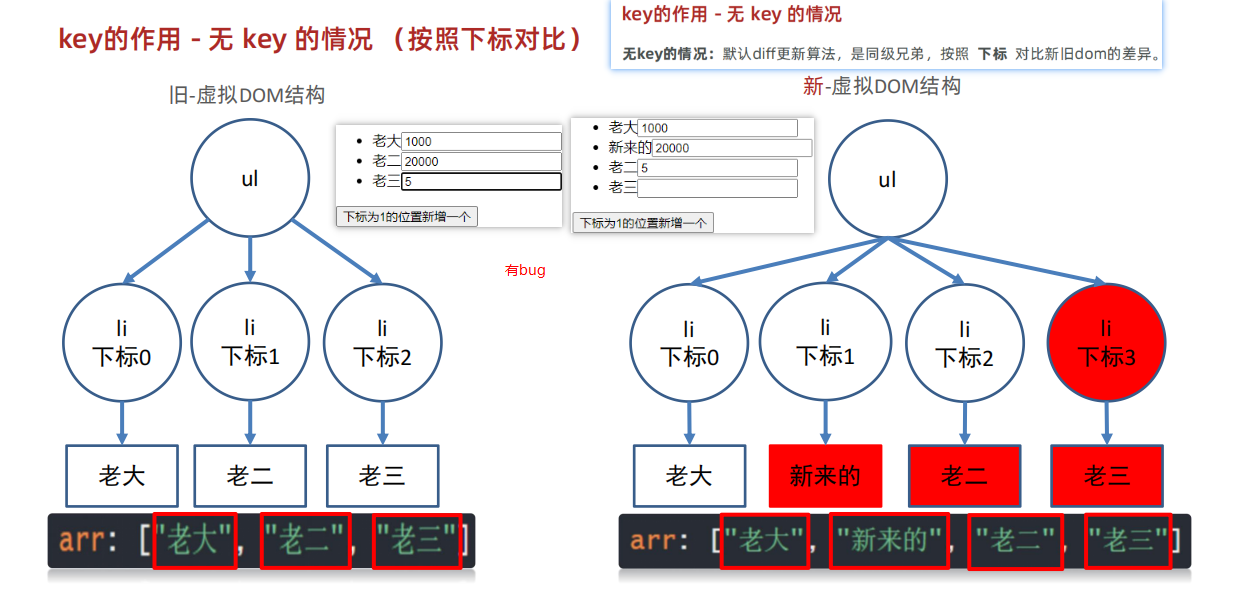 key的作用 - 无 key 的情况 （按照下标对比）
key的作用 - 无 key 的情况
无key的情况：默认diff更新算法，是同级兄弟，按照 下标 对比新旧dom的差异。
旧-虚拟DOM结构
新-虚拟DOM结构
ul
老大 1000
老二 20000
老三 5
下标为1的位置新增一个
老大 1000
新来的 20000
老二 5
老三
下标为1的位置新增一个
ul
有bug
li
下标0
li
下标1
li
下标2
li
下标0
li
下标1
li
下标2
li
下标3
老大
老二
老三
老大
新来的
老二
老三
arr: ["老大", "老二", "老三"]
arr: ["老大", "新来的", "老二", "老三"]